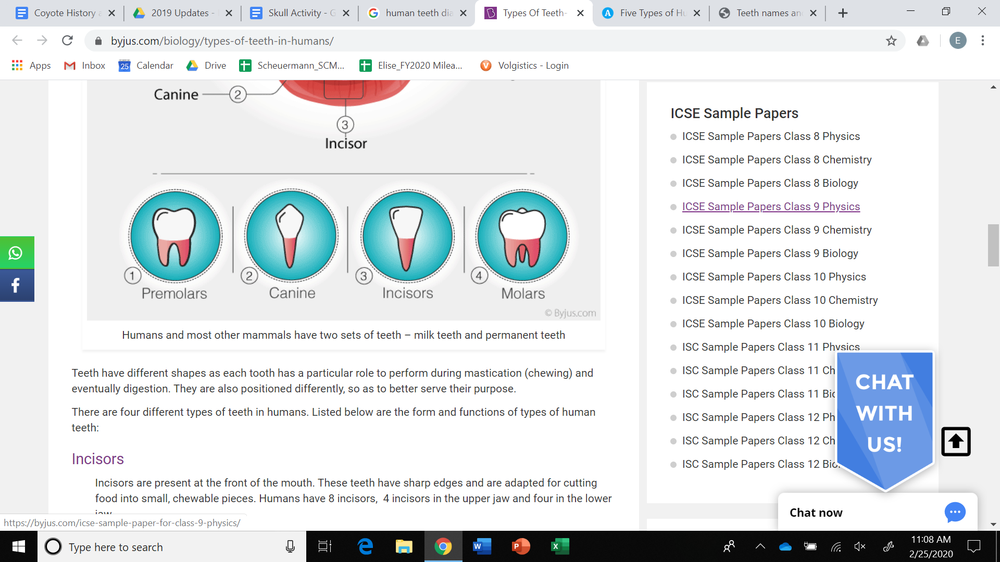 Coyote History a
2019 Updates -
Skull Activity - G
human teeth dia
Types Of Teeth-
Five Types of Hu
Teeth names an
byjus.com/biology/types-of-teeth-in-humans/
E
Apps
Inbox
25
Calendar
Drive
Scheuermann_SCM...
Elise_FY2020 Milea...
Volgistics - Login
Canine
2
3
Incisor
1
Premolars
2
Canine
3
Incisors
4
Molars
© Byjus.com
Humans and most other mammals have two sets of teeth – milk teeth and permanent teeth
Teeth have different shapes as each tooth has a particular role to perform during mastication (chewing) and
eventually digestion. They are also positioned differently, so as to better serve their purpose.
There are four different types of teeth in humans. Listed below are the form and functions of types of human
teeth:
Incisors
Incisors are present at the front of the mouth. These teeth have sharp edges and are adapted for cutting
food into small, chewable pieces. Humans have 8 incisors, 4 incisors in the upper jaw and four in the lower
jaw
https://byjus.com/icse-sample-paper-for-class-9-physics/
ICSE Sample Papers
ICSE Sample Papers Class 8 Physics
ICSE Sample Papers Class 8 Chemistry
ICSE Sample Papers Class 8 Biology
ICSE Sample Papers Class 9 Physics
ICSE Sample Papers Class 9 Chemistry
ICSE Sample Papers Class 9 Biology
ICSE Sample Papers Class 10 Physics
ICSE Sample Papers Class 10 Chemistry
ICSE Sample Papers Class 10 Biology
ISC Sample Papers Class 11 Physics
ISC Sample Papers Class 11 Ch
ISC Sample Papers Class 11 Bio
ISC Sample Papers Class 12 Ph
ISC Sample Papers Class 12 Ch
ISC Sample Papers Class 12 Bio
CHAT
WITH
US!
Chat now
Type here to search
11:08 AM
2/25/2020